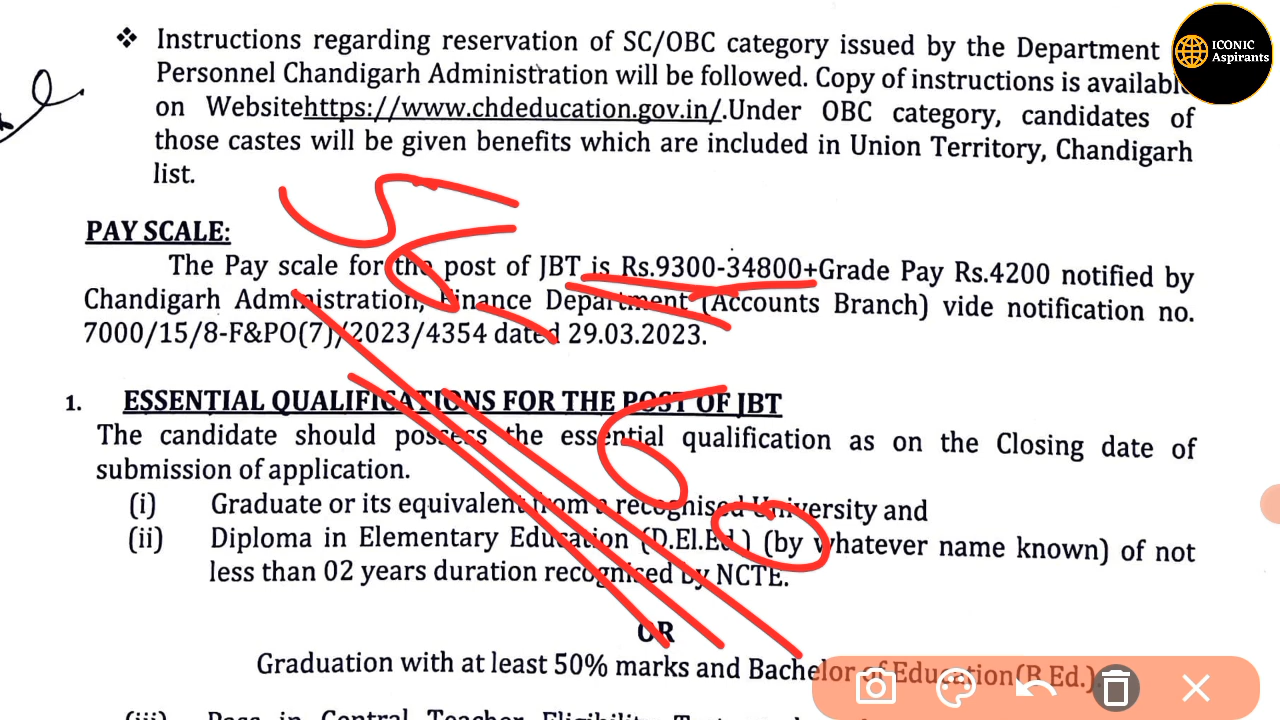 ICONIC
Aspirants
❖ Instructions regarding reservation of SC/OBC category issued by the Department
Personnel Chandigarh Administration will be followed. Copy of instructions is available
on Websitehttps://www.chdeducation.gov.in/.Under OBC category, candidates of
those castes will be given benefits which are included in Union Territory, Chandigarh
list.
PAY SCALE:
The Pay scale for the post of JBT is Rs.9300-34800+Grade Pay Rs.4200 notified by
Chandigarh Administration, Finance Department (Accounts Branch) vide notification no.
7000/15/8-F&PO(7)/2023/4354 dated 29.03.2023.
1. ESSENTIAL QUALIFICATIONS FOR THE POST OF JBT
The candidate should possess the essential qualification as on the Closing date of
submission of application.
(i) Graduate or its equivalent from a recognised University and
(ii) Diploma in Elementary Education (D.El.Ed.) (by whatever name known) of not
less than 02 years duration recognised by NCTE.
OR
Graduation with at least 50% marks and Bachelor of Education(B.Ed.).
(iii) Pass in Central Teacher Eligibility Test